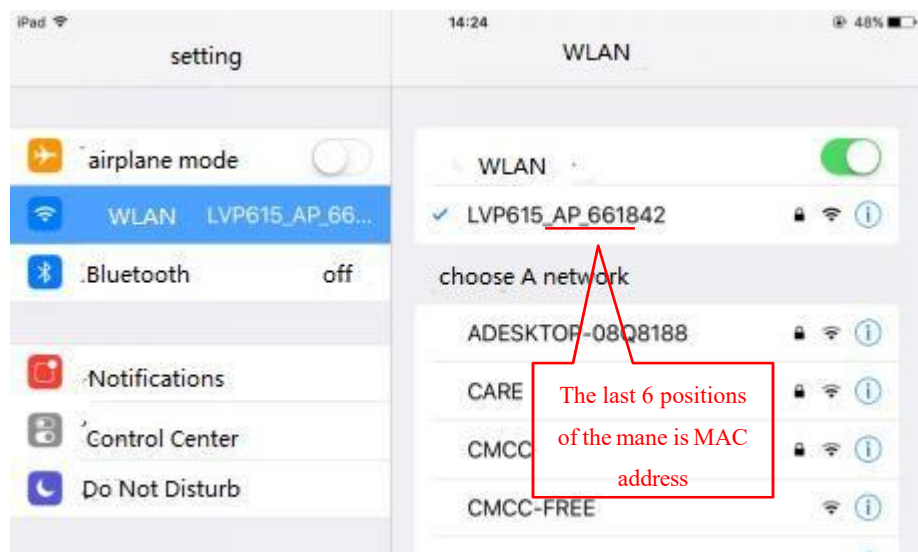 iPad 14:24 48%
setting
WLAN
airplane mode
WLAN LVP615_AP_66...
Bluetooth off
Notifications
Control Center
Do Not Disturb
WLAN
LVP615_AP_661842
choose A network
ADESKTOP-08Q8188
CARE
CMCC
CMCC-FREE
The last 6 positions
of the mane is MAC
address